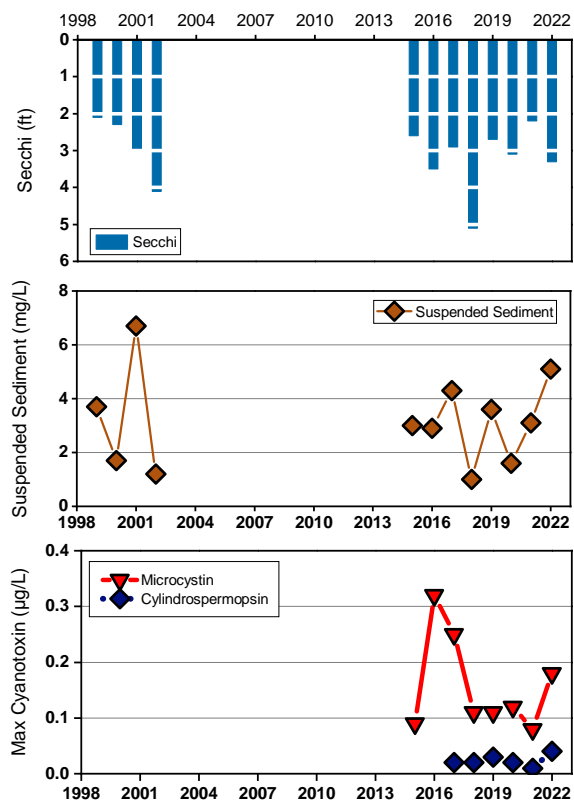 1998 2001 2004 2007 2010 2013 2016 2019 2022
0
1
2
3
4
5
6
Secchi (ft)
Secchi
8
6
4
2
0
Suspended Sediment (mg/L)
Suspended Sediment
1998 2001 2004 2007 2010 2013 2016 2019 2022
0.4
0.3
0.2
0.1
0.0
Max Cyanotoxin (µg/L)
Microcystin
Cylindrospermopsin
1998 2001 2004 2007 2010 2013 2016 2019 2022